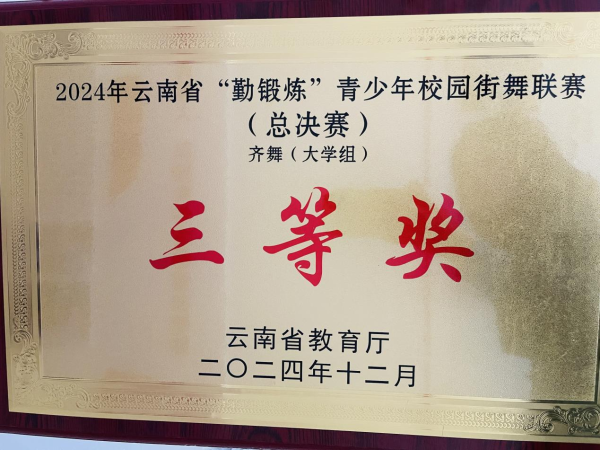 2024年云南省“勤锻炼”青少年校园街舞联赛
（总决赛）
齐舞（大学组）
三等奖
云南省教育厅
二〇二四年十二月